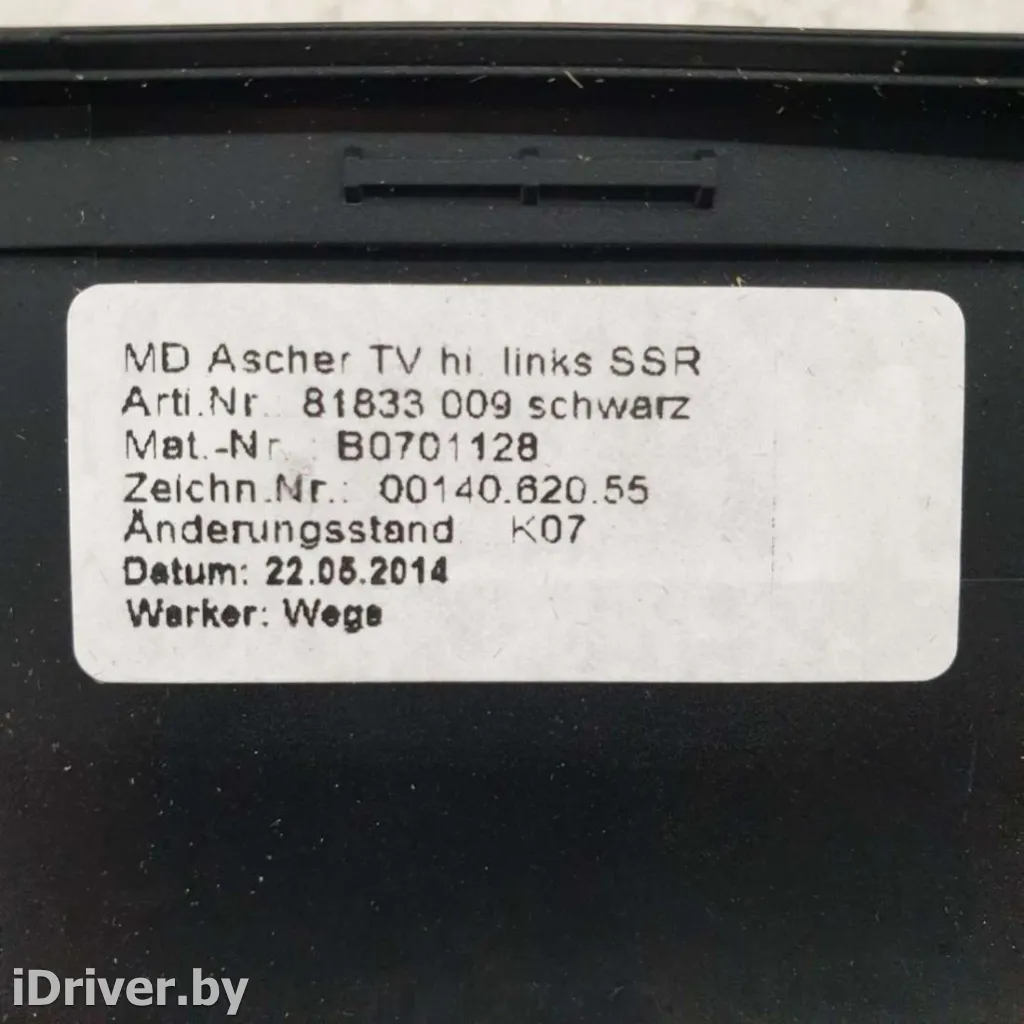 MD Ascher TV hi. links SSR
Arti.Nr.: 81833 009 schwarz
Mat.-Nr. : B0701128
Zeichn.Nr.: 00140.620.55
Änderungsstand K07
Datum: 22.05.2014
Werker: Wege
iDriver.by